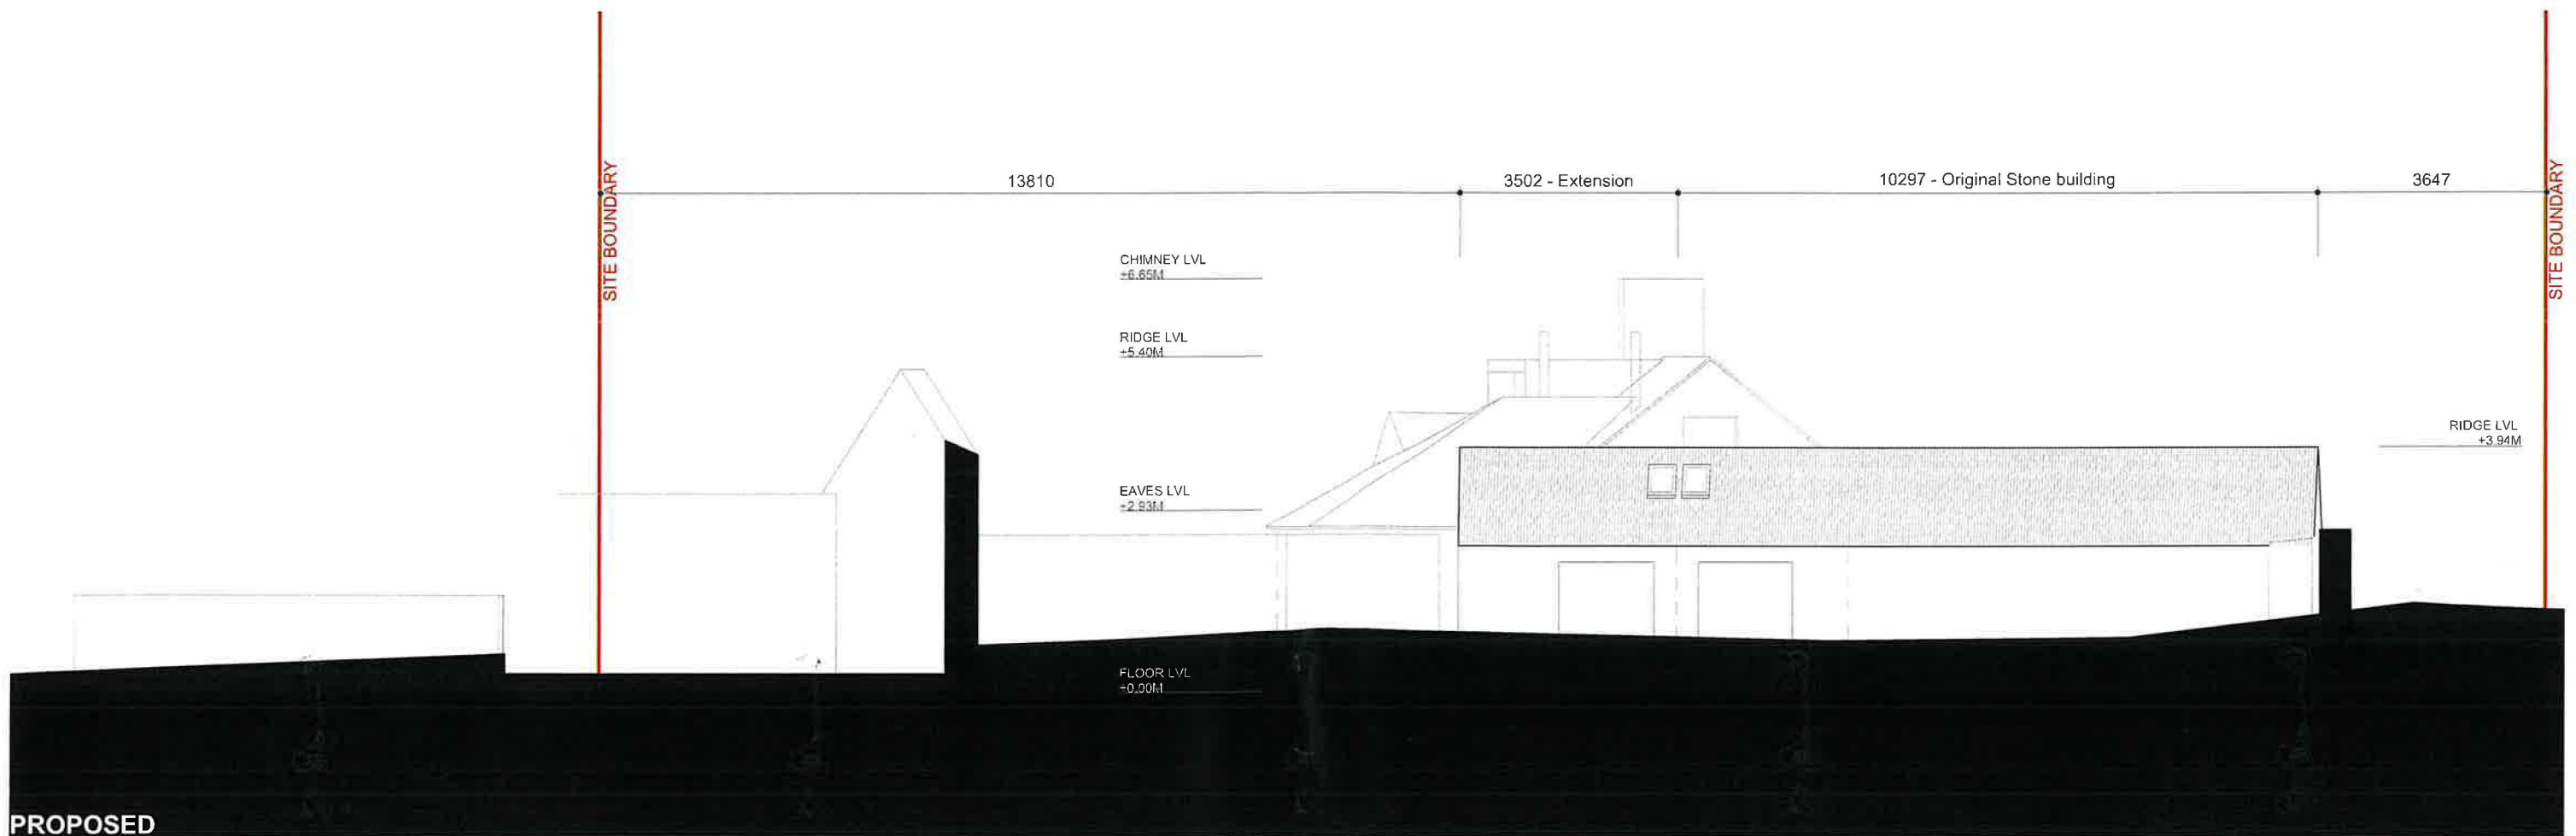 SITE BOUNDARY
13810
3502 - Extension
10297 - Original Stone building
3647
SITE BOUNDARY
CHIMNEY LVL
+6.65M
RIDGE LVL
+5.40M
RIDGE LVL
+3.94M
EAVES LVL
+2.93M
FLOOR LVL
+0.00M
PROPOSED